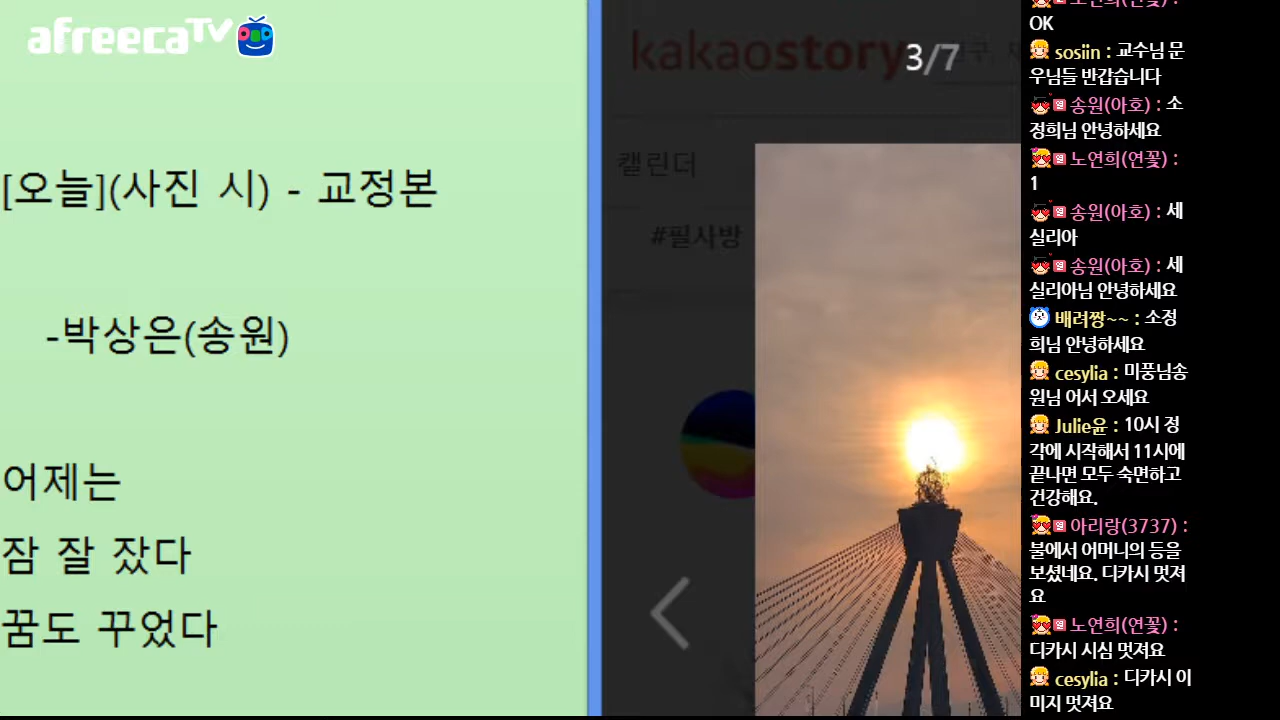 afreecaTV
[오늘](사진 시) - 교정본
-박상은(송원)
어제는
잠 잘 잤다
꿈도 꾸었다
kakaostory
3/7
캘린더
#필사방
노연희(연꽃) :
OK
sosiin : 교수님 문
우님들 반갑습니다
송원(아호) : 소
정희님 안녕하세요
노연희(연꽃) :
1
송원(아호) : 세
실리아
송원(아호) : 세
실리아님 안녕하세요
배려짱~~ : 소정
희님 안녕하세요
cesylia : 미풍님송
원님 어서 오세요
Julie윤 : 10시 정
각에 시작해서 11시에
끝나면 모두 숙면하고
건강해요.
아리랑(3737) :
불에서 어머니의 등을
보셨네요. 디카시 멋져
요
노연희(연꽃) :
디카시 시심 멋져요
cesylia : 디카시 이
미지 멋져요